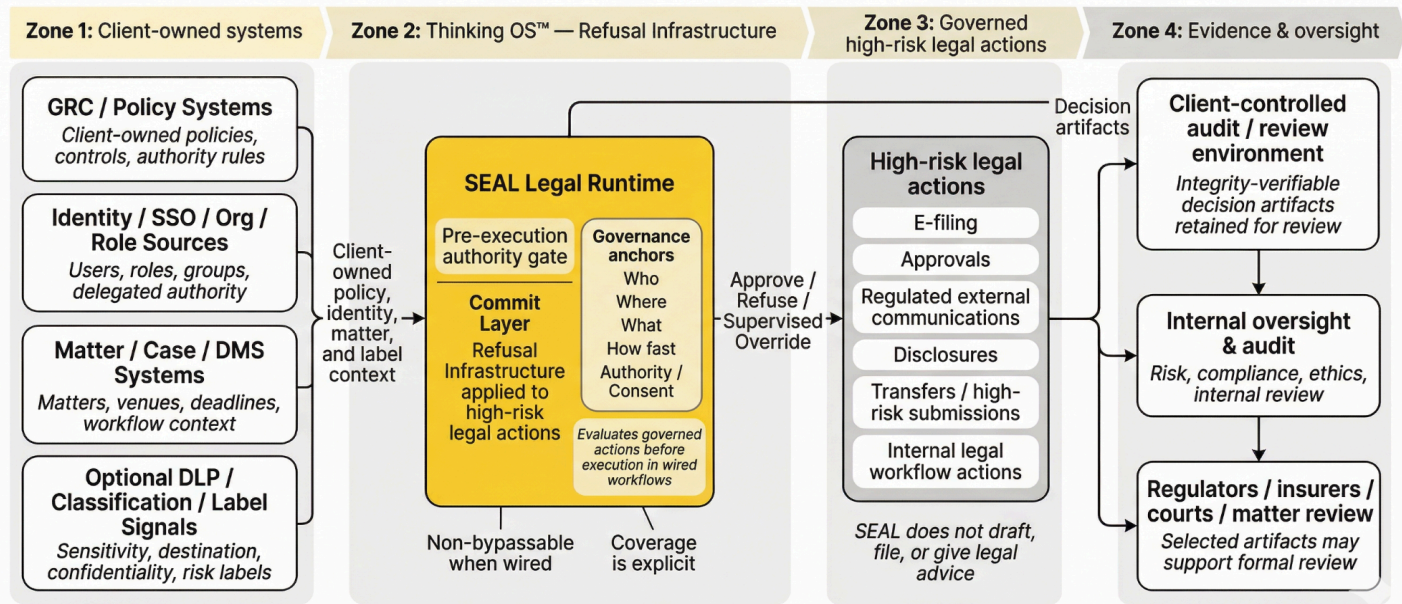 Zone 1: Client-owned systems
Zone 2: Thinking OS™ — Refusal Infrastructure
Zone 3: Governed
high-risk legal actions
Zone 4: Evidence & oversight
GRC / Policy Systems
Client-owned policies,
controls, authority rules
Identity / SSO / Org /
Role Sources
Users, roles, groups,
delegated authority
Matter / Case / DMS
Systems
Matters, venues, deadlines,
workflow context
Optional DLP /
Classification / Label
Signals
Sensitivity, destination,
confidentiality, risk labels
Client-
owned
policy,
identity,
matter,
and label
context
SEAL Legal Runtime
Pre-execution
authority gate
Commit
Layer
Refusal
Infrastructure
applied to
high-risk
legal actions
Governance
anchors
Who
Where
What
How fast
Authority /
Consent
Evaluates governed
actions before
execution in wired
workflows
Non-bypassable
when wired
Coverage
is explicit
Approve /
Refuse /
Supervised
Override
High-risk legal
actions
E-filing
Approvals
Regulated external
communications
Disclosures
Transfers / high-
risk submissions
Internal legal
workflow actions
SEAL does not draft,
file, or give legal
advice
Decision
artifacts
Client-controlled
audit / review
environment
Integrity-verifiable
decision artifacts
retained for review
Internal oversight
& audit
Risk, compliance, ethics,
internal review
Regulators / insurers /
courts / matter review
Selected artifacts may
support formal review